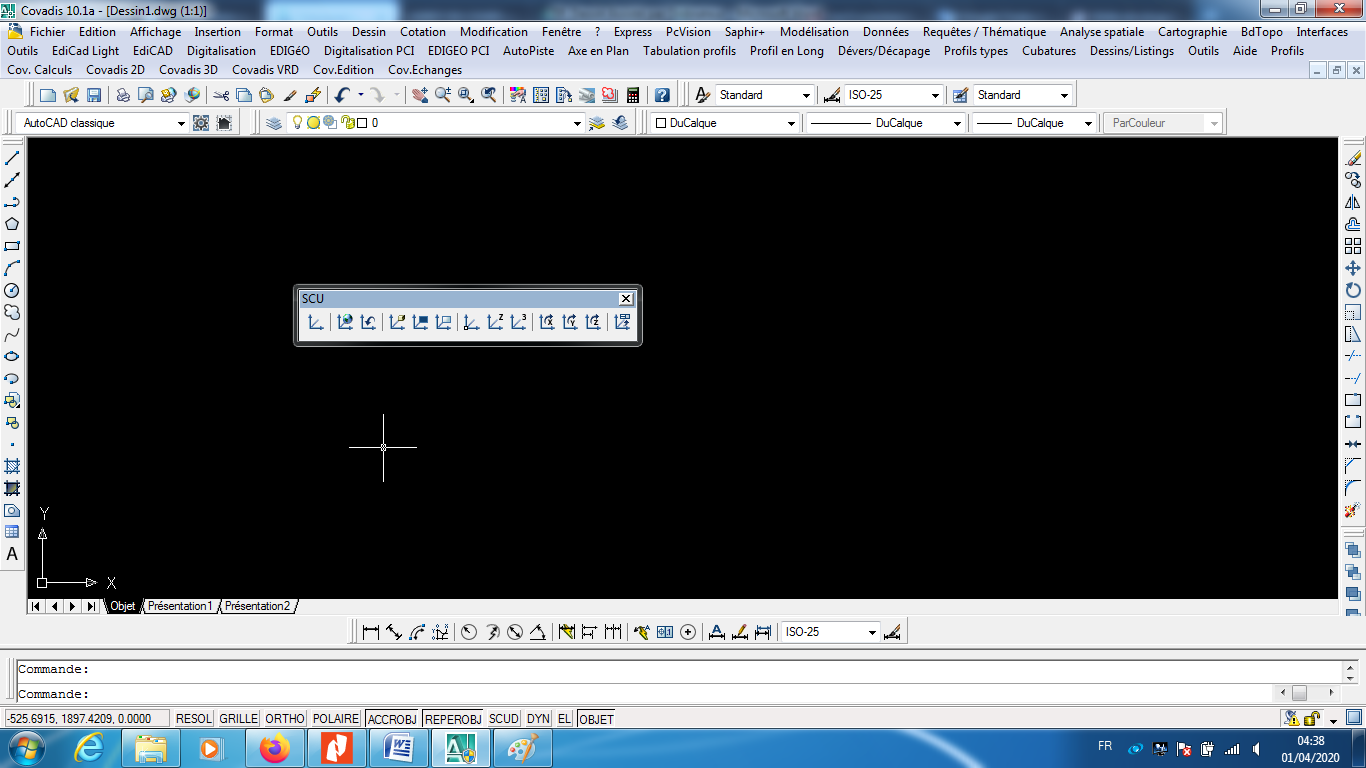 Covadis 10.1a - [Dessin1.dwg (1:1)]
Fichier Edition Affichage Insertion Format Outils Dessin Cotation Modification Fenêtre ? Express PcVision Saphir+ Modélisation Données Requêtes / Thématique Analyse spatiale Cartographie BdTopo Interfaces
Outils EdiCad Light EdiCAD Digitalisation EDIGéO Digitalisation PCI EDIGEO PCI AutoPiste Axe en Plan Tabulation profils Profil en Long Dévers/Décapage Profils types Cubatures Dessins/Listings Outils Aide Profils
Cov. Calculs Covadis 2D Covadis 3D Covadis VRD Cov.Edition Cov.Echanges
Standard ISO-25 Standard
AutoCAD classique 0 DuCalque DuCalque DuCalque ParCouleur
SCU
Z 3 X Y Z
Y
X
A
Objet Présentation1 Présentation2
ISO-25
Commande:
Commande:
-525.6915, 1897.4209, 0.0000 RESOL GRILLE ORTHO POLAIRE ACCROBJ REPEROBJ SCUD DYN EL OBJET
FR 04:38
01/04/2020